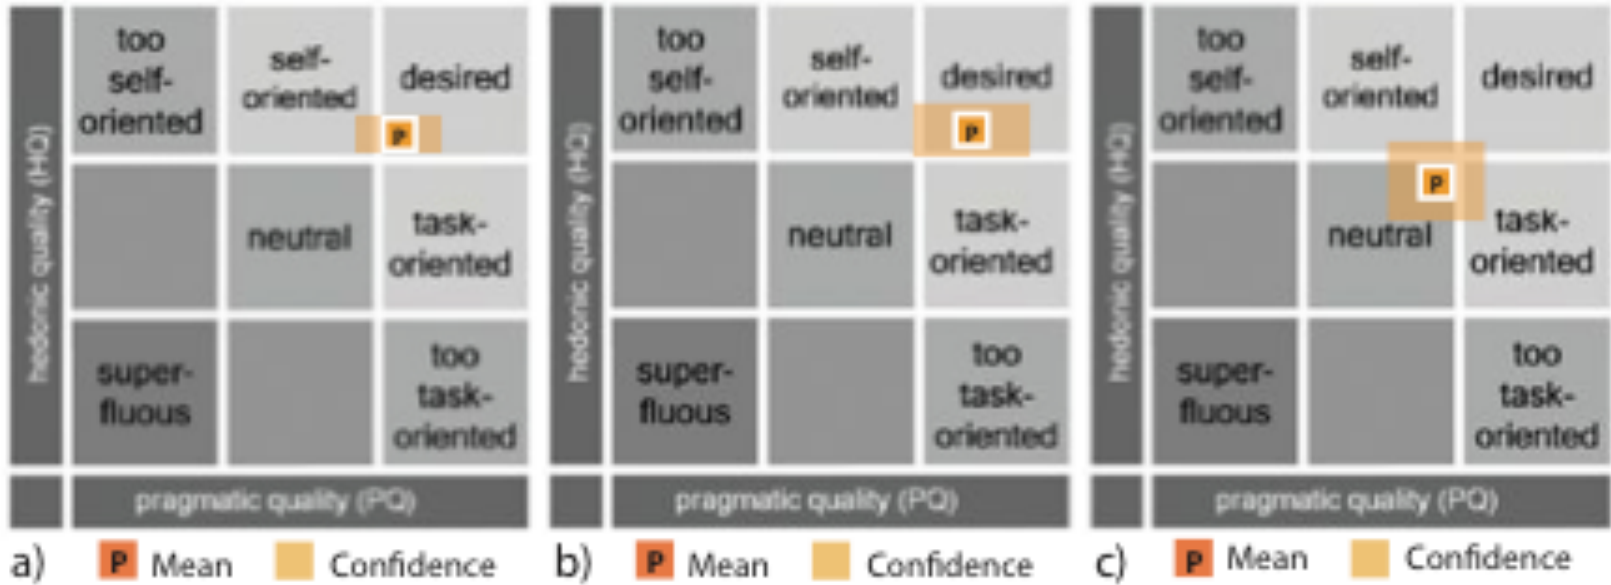 hedonic quality (HQ)
too
self-
oriented
self-
oriented
desired
P
neutral
task-
oriented
super-
fluous
too
task-
oriented
pragmatic quality (PQ)
a)
P Mean
Confidence
hedonic quality (HQ)
too
self-
oriented
self-
oriented
desired
P
neutral
task-
oriented
super-
fluous
too
task-
oriented
pragmatic quality (PQ)
b)
P Mean
Confidence
hedonic quality (HQ)
too
self-
oriented
self-
oriented
desired
P
neutral
task-
oriented
super-
fluous
too
task-
oriented
pragmatic quality (PQ)
c)
P Mean
Confidence